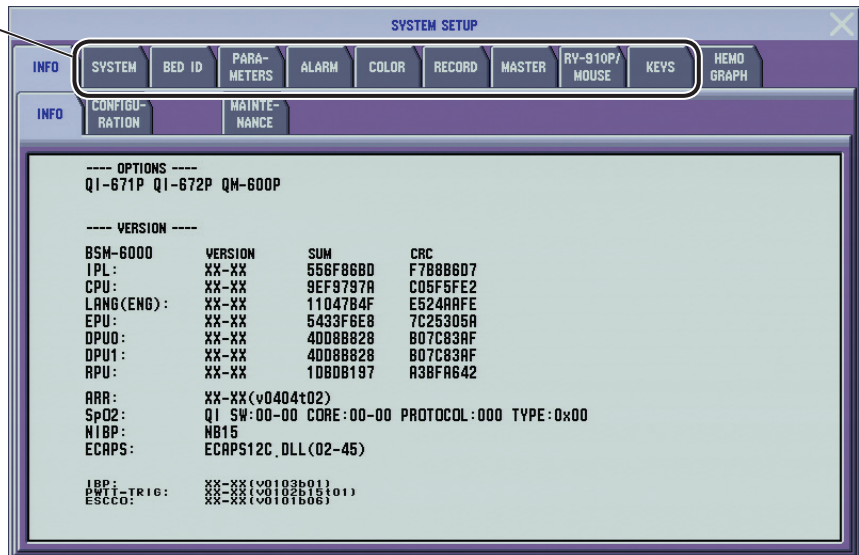 SYSTEM SETUP
INFO SYSTEM BED ID PARA-METERS ALARM COLOR RECORD MASTER RY-910P/MOUSE KEYS HEMO GRAPH
INFO CONFIGU-RATION MAINTE-NANCE
---- OPTIONS ----
QI-671P QI-672P QM-600P
---- VERSION ----
BSM-6000 VERSION SUM CRC
IPL: XX-XX 556F86BD F7B8B6D7
CPU: XX-XX 9EF9797A C05F5FE2
LANG(ENG): XX-XX 11047B4F E524AAFE
EPU: XX-XX 5433F6E8 7C25305A
DPU0: XX-XX 4DD8B828 B07C83AF
DPU1: XX-XX 4DD8B828 B07C83AF
RPU: XX-XX 1DBDB197 A3BFA642
ARR: XX-XX(v0404t02)
SpO2: QI SW:00-00 CORE:00-00 PROTOCOL:000 TYPE:0x00
NIBP: NB15
ECAPS: ECAPS12C_DLL(02-45)
IBP: XX-XX(v0103b01)
PWTT-TRIG: XX-XX(v0102b15t01)
ESCCO: XX-XX(v0101b06)